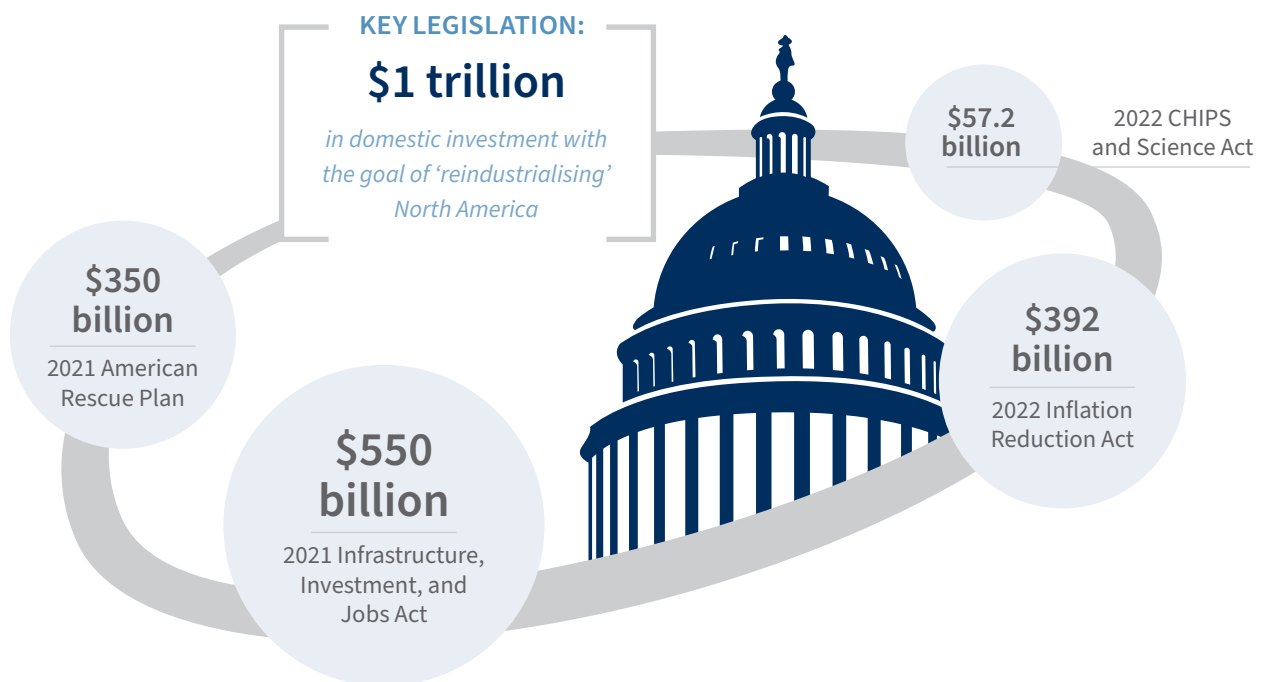 KEY LEGISLATION:
$1 trillion
in domestic investment with
the goal of ‘reindustrialising’
North America
$57.2
billion
2022 CHIPS
and Science Act
$350
billion
2021 American
Rescue Plan
$392
billion
2022 Inflation
Reduction Act
$550
billion
2021 Infrastructure,
Investment, and
Jobs Act